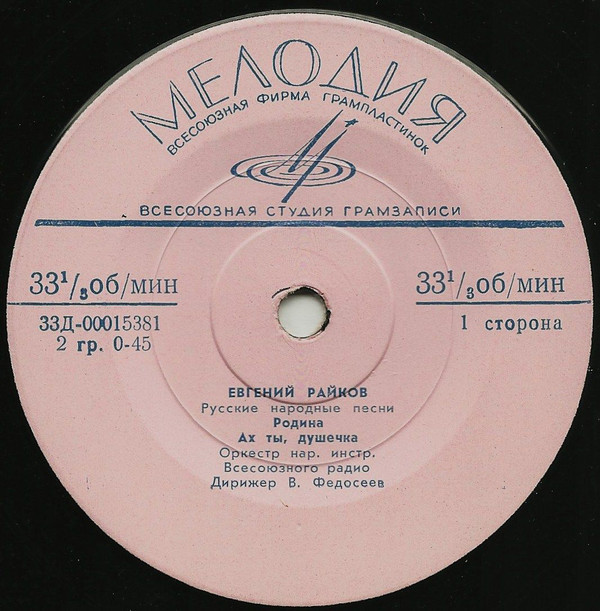 МЕЛОДИЯ
ВСЕСОЮЗНАЯ ФИРМА ГРАМПЛАСТИНОК
ВСЕСОЮЗНАЯ СТУДИЯ ГРАМЗАПИСИ
33¹/₃об/мин
33¹/₃об/мин
33Д-00015381
2 гр. 0-45
1 сторона
ЕВГЕНИЙ РАЙКОВ
Русские народные песни
Родина
Ах ты, душечка
Оркестр нар. инстр.
Всесоюзного радио
Дирижер В. Федосеев